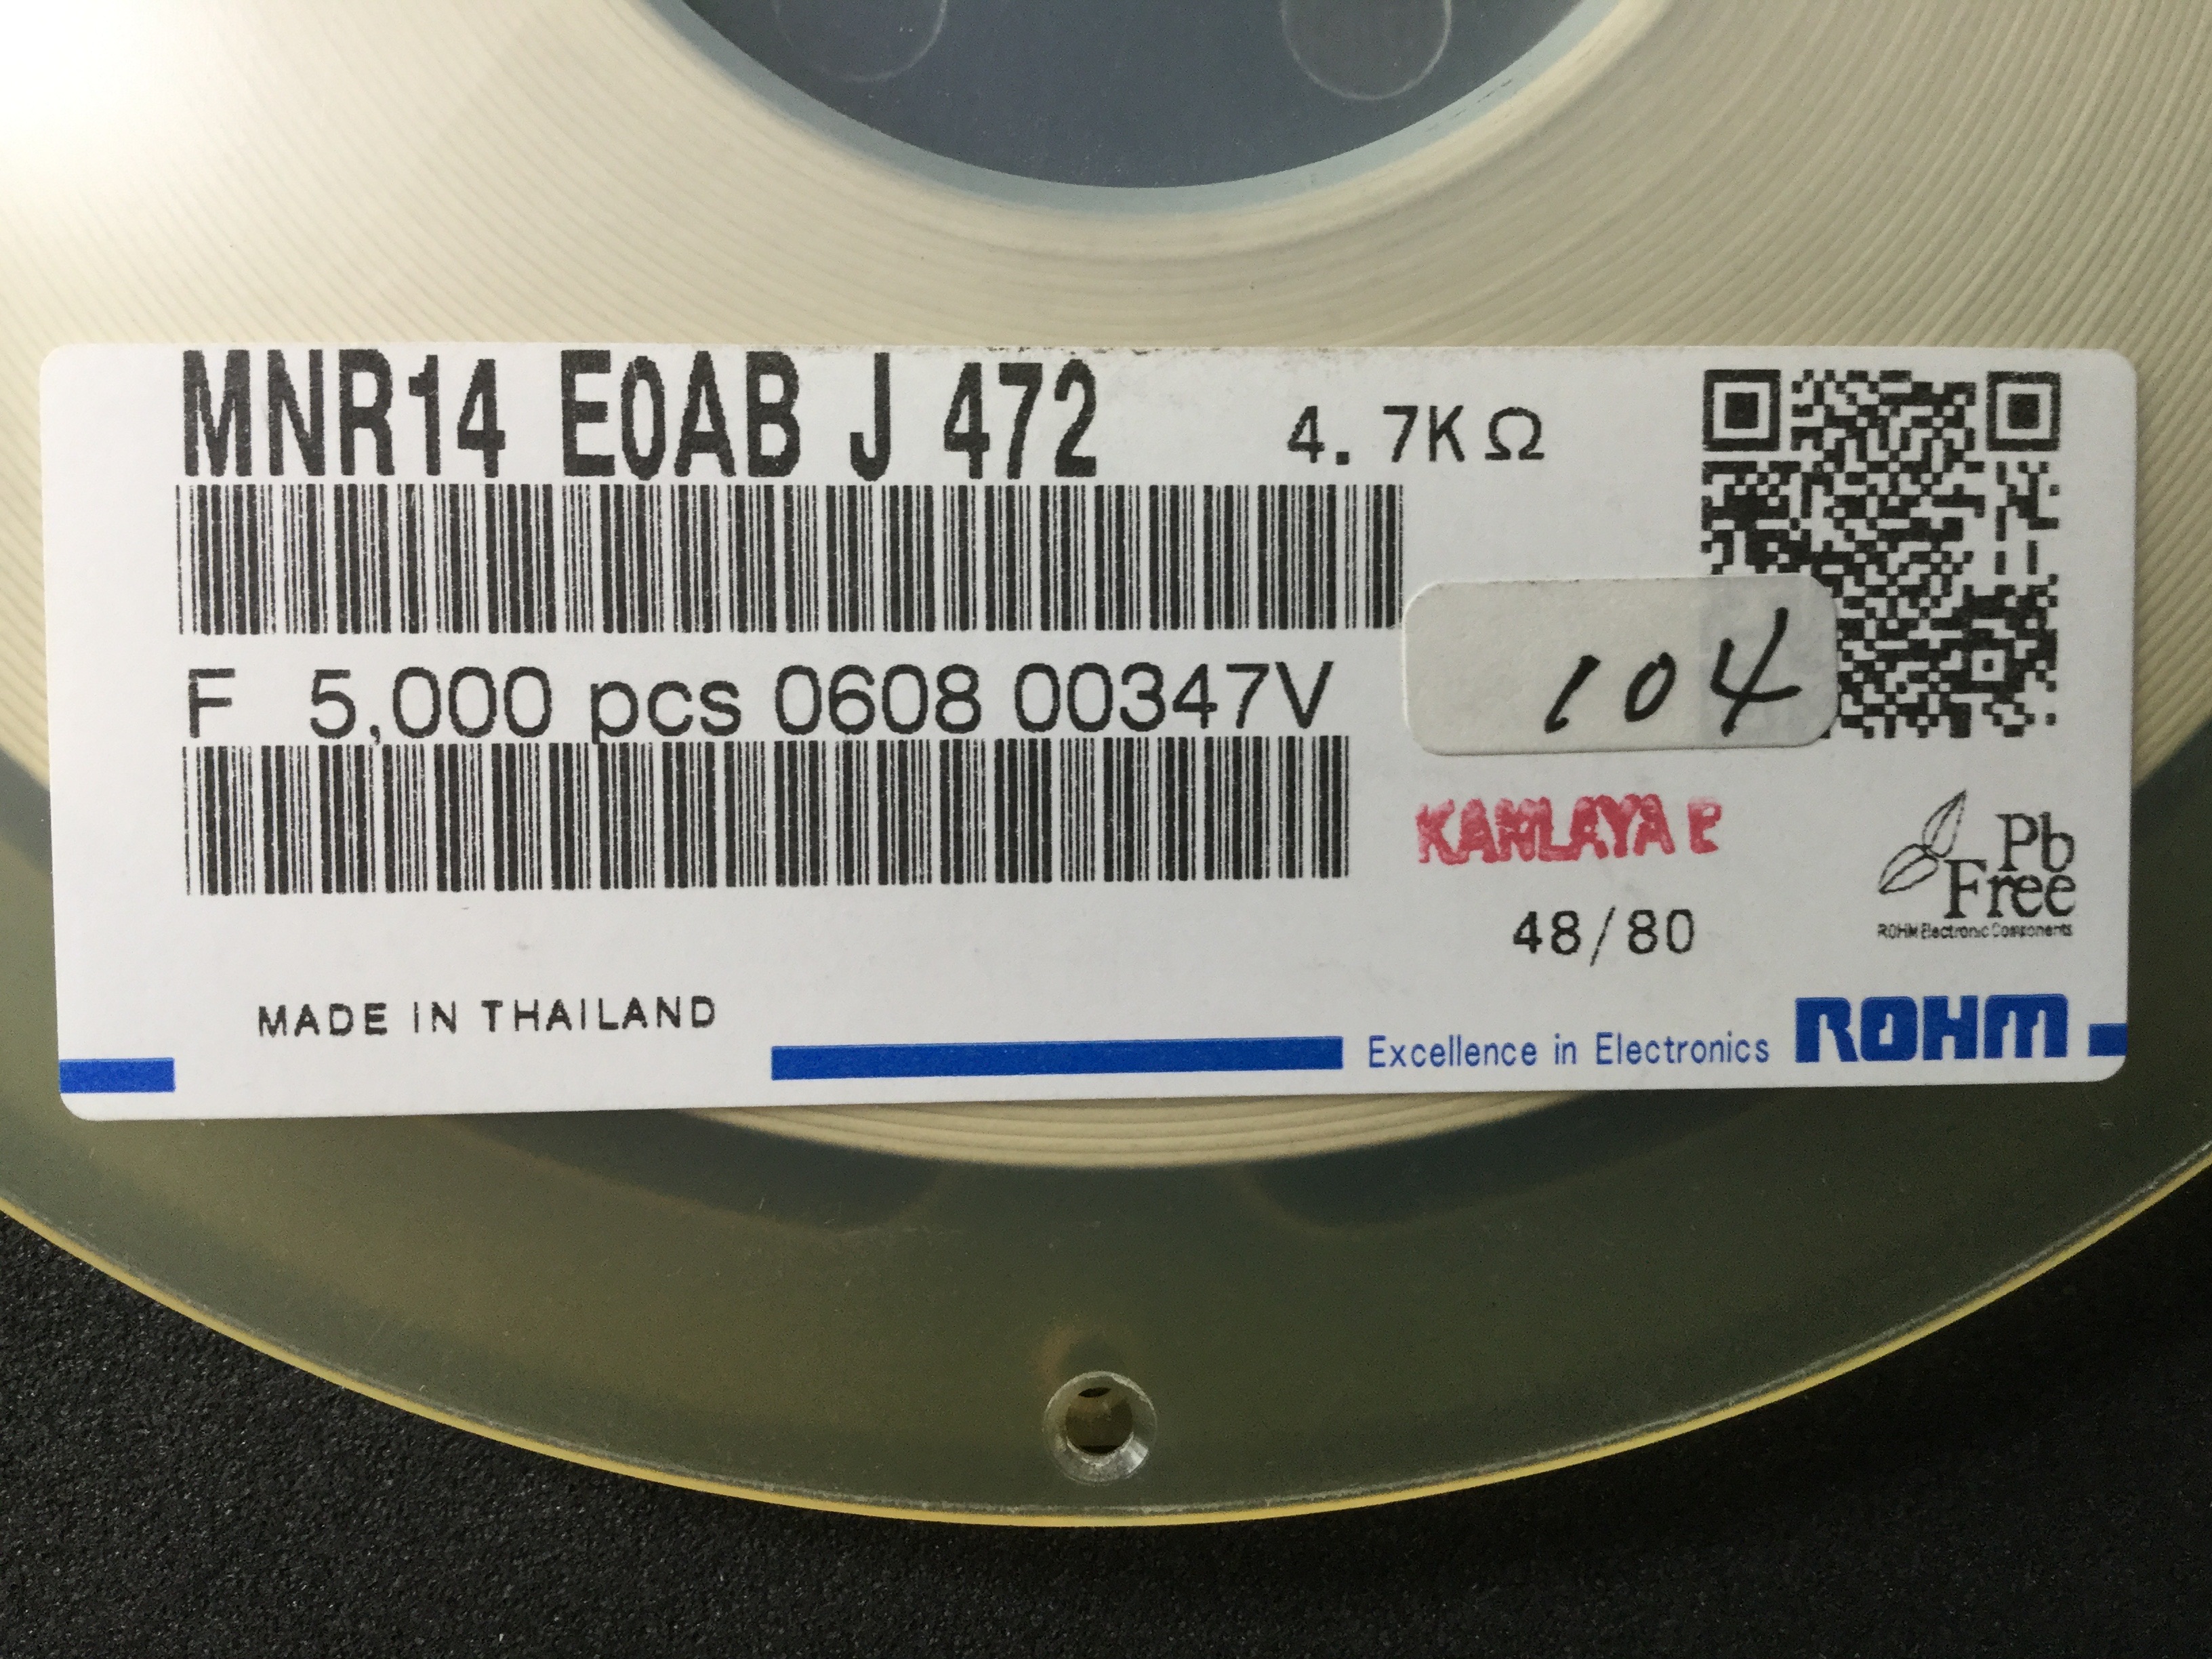 MNR14 E0AB J 472
4.7KΩ
F 5,000 pcs 0608 00347V
104
KANLAYA
48/80
Pb
Free
ROHM Electronic Components
MADE IN THAILAND
Excellence in Electronics
ROHM